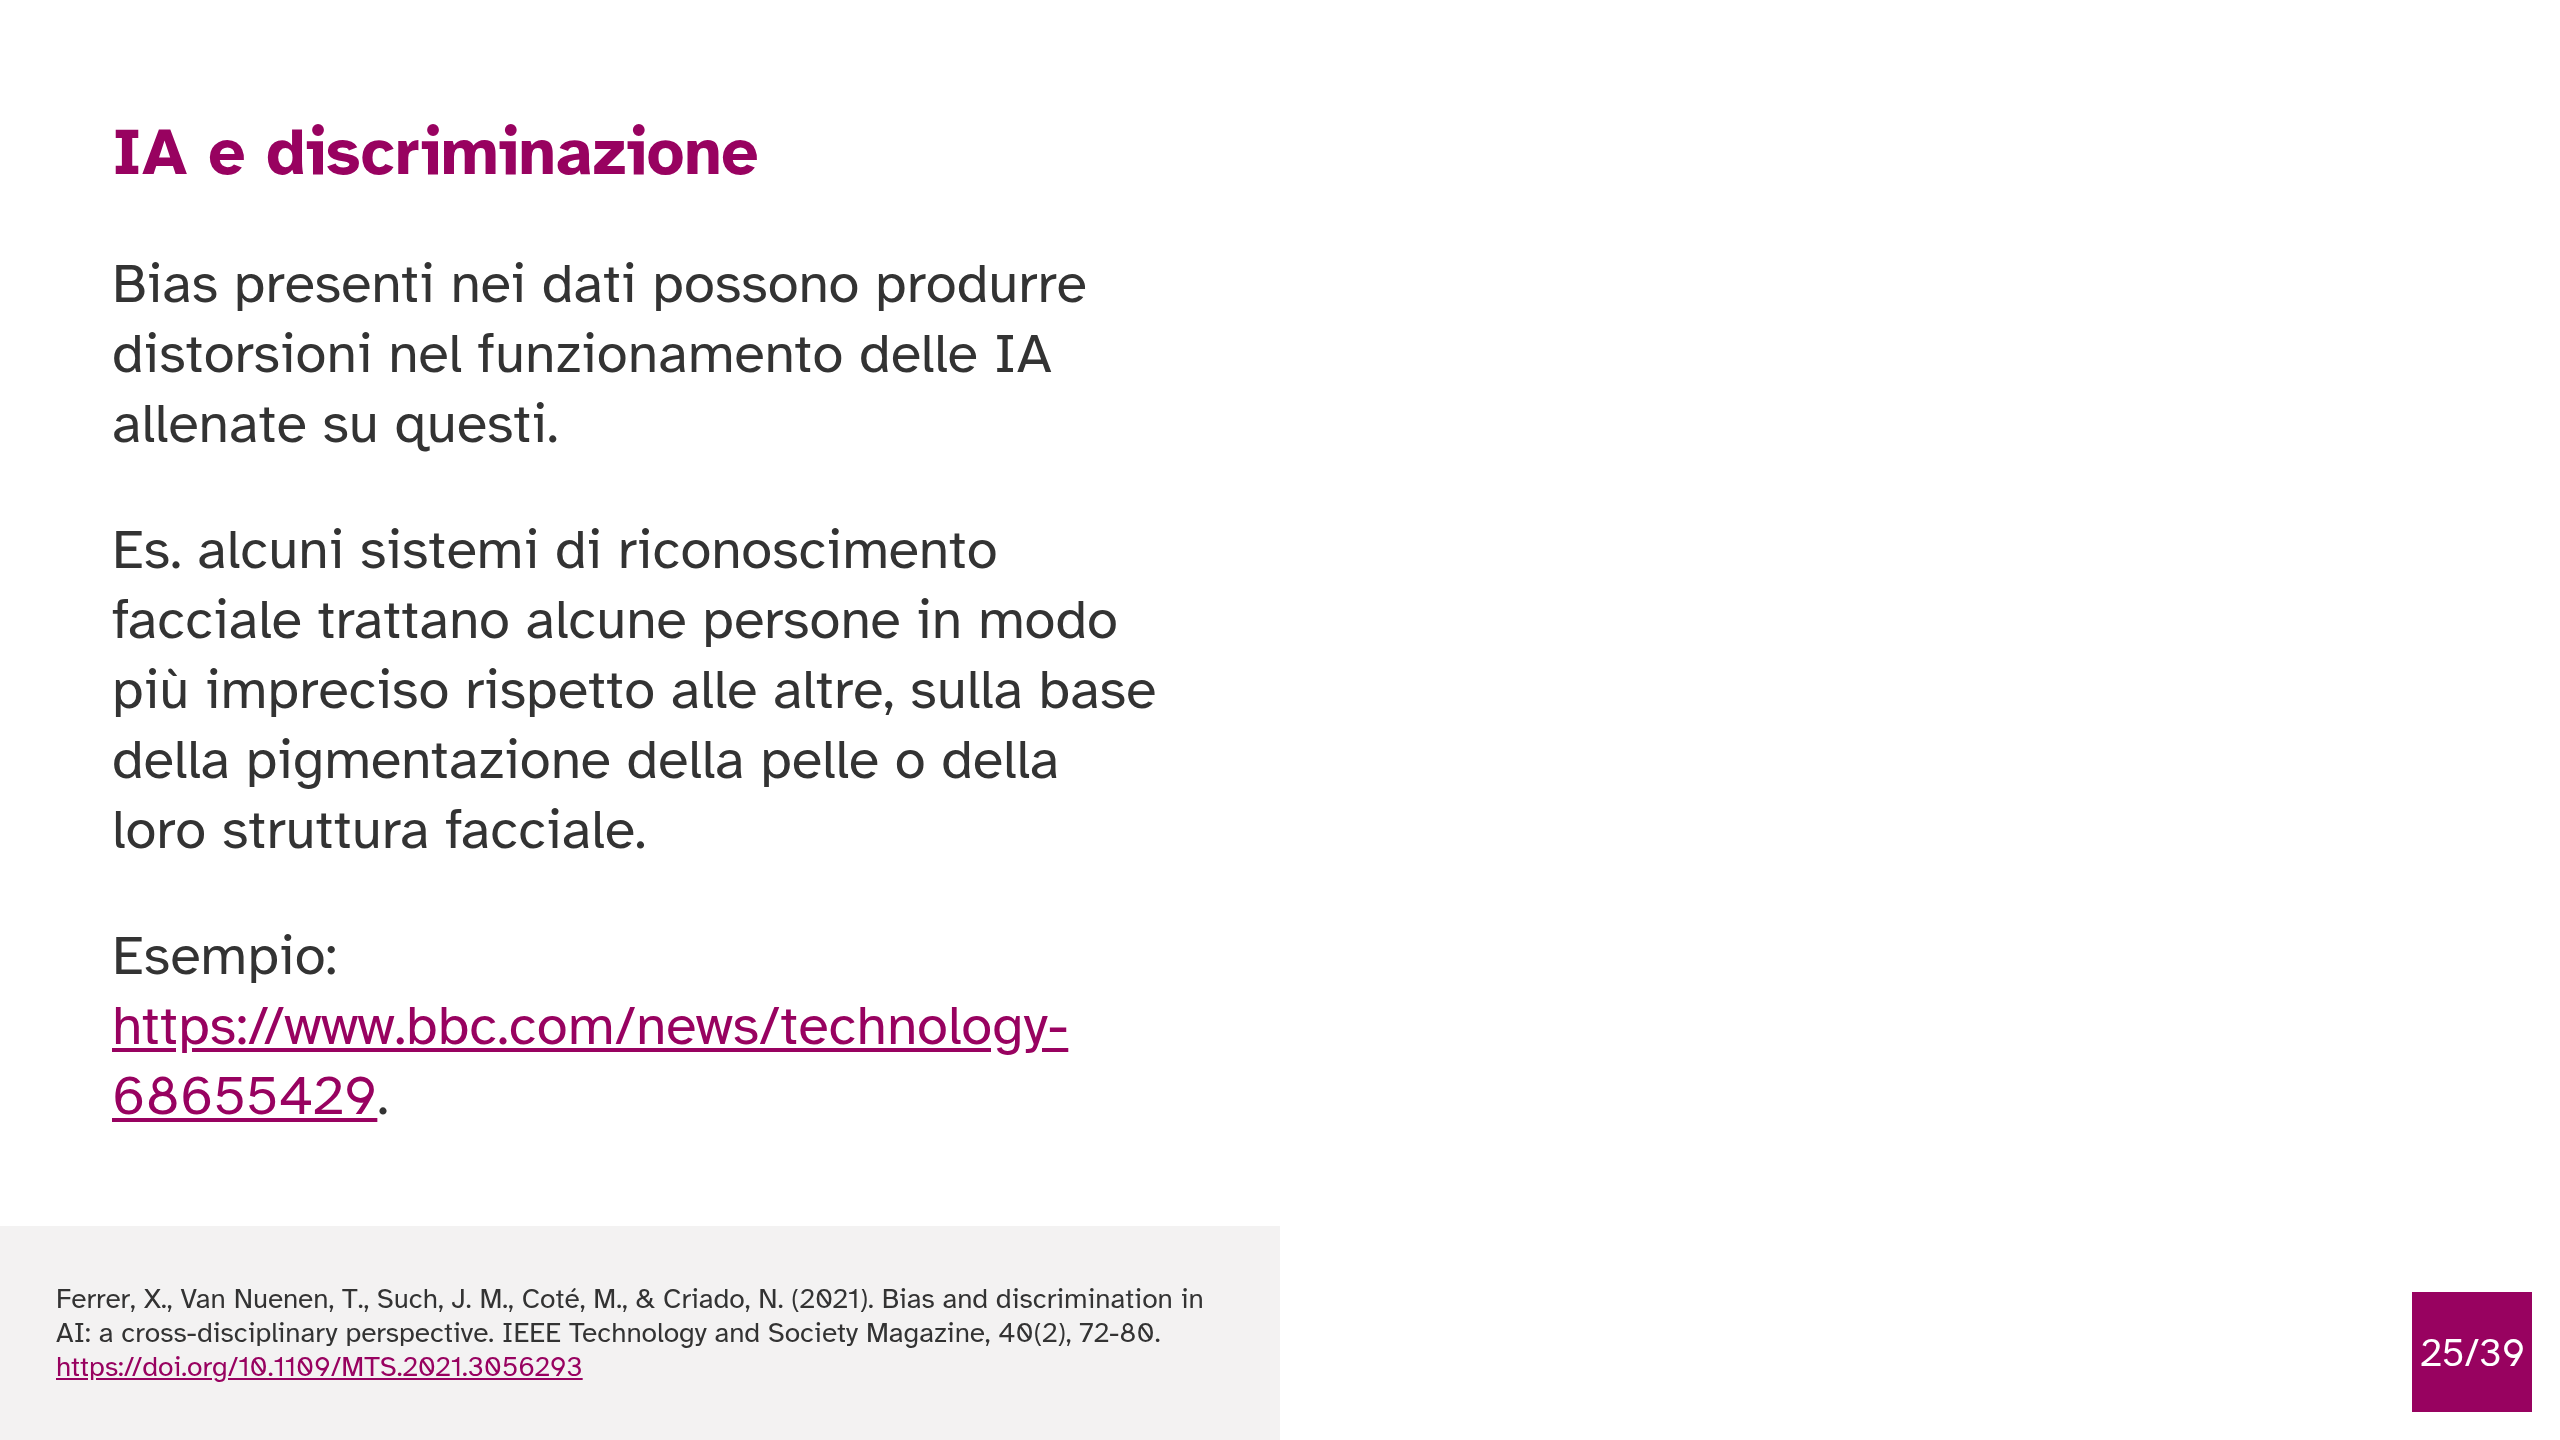 IA e discriminazione
Bias presenti nei dati possono produrre
distorsioni nel funzionamento delle IA
allenate su questi.
Es. alcuni sistemi di riconoscimento
facciale trattano alcune persone in modo
più impreciso rispetto alle altre, sulla base
della pigmentazione della pelle o della
loro struttura facciale.
Esempio:
https://www.bbc.com/news/technology-
68655429.
Ferrer, X., Van Nuenen, T., Such, J. M., Coté, M., & Criado, N. (2021). Bias and discrimination in
AI: a cross-disciplinary perspective. IEEE Technology and Society Magazine, 40(2), 72-80.
https://doi.org/10.1109/MTS.2021.3056293
25/39